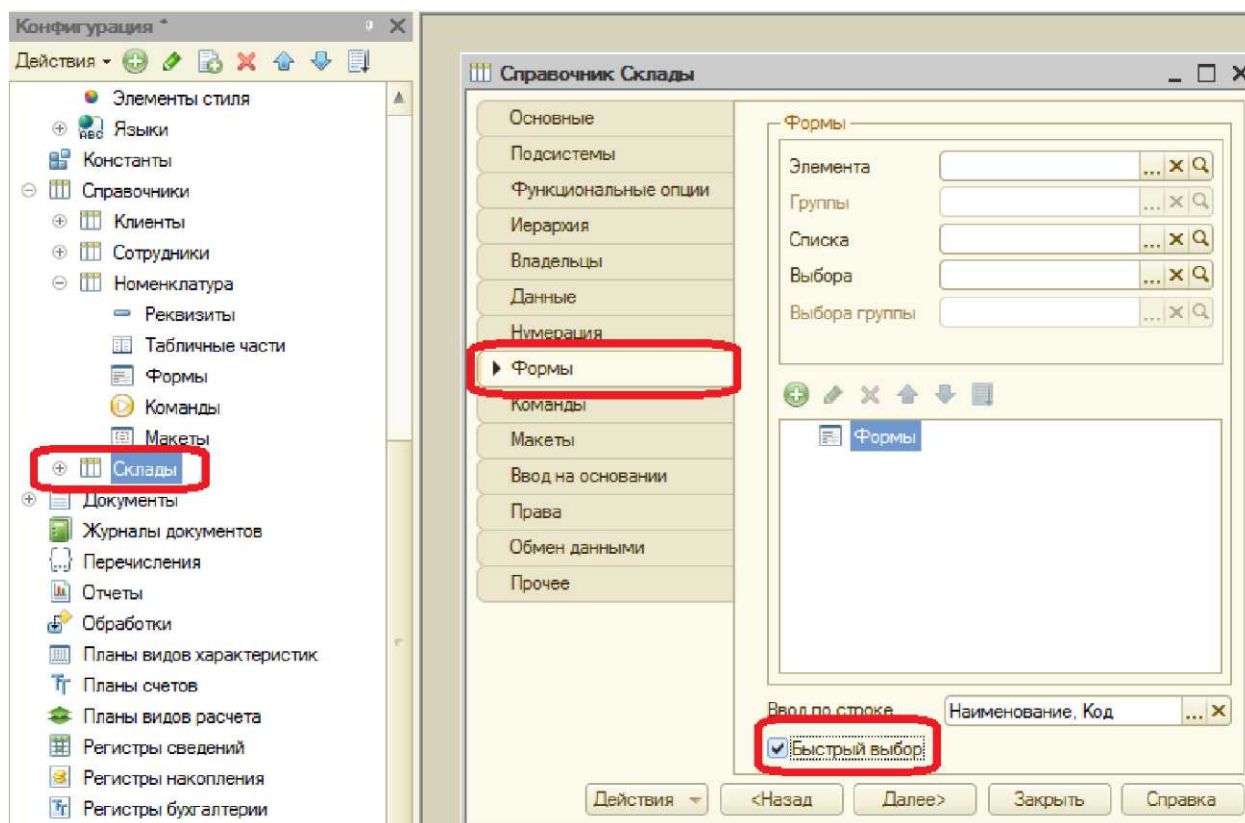 Конфигурация *
Действия
Элементы стиля
Языки
Константы
Справочники
Клиенты
Сотрудники
Номенклатура
Реквизиты
Табличные части
Формы
Команды
Макеты
Склады
Документы
Журналы документов
Перечисления
Отчеты
Обработки
Планы видов характеристик
Планы счетов
Планы видов расчета
Регистры сведений
Регистры накопления
Регистры бухгалтерии
Справочник Склады
Основные
Подсистемы
Функциональные опции
Иерархия
Владельцы
Данные
Нумерация
Формы
Команды
Макеты
Ввод на основании
Права
Обмен данными
Прочее
Формы
Элемента
Группы
Списка
Выбора
Выбора группы
Формы
Ввод по строке Наименование, Код
Быстрый выбор
Действия <Назад Далее> Закрыть Справка